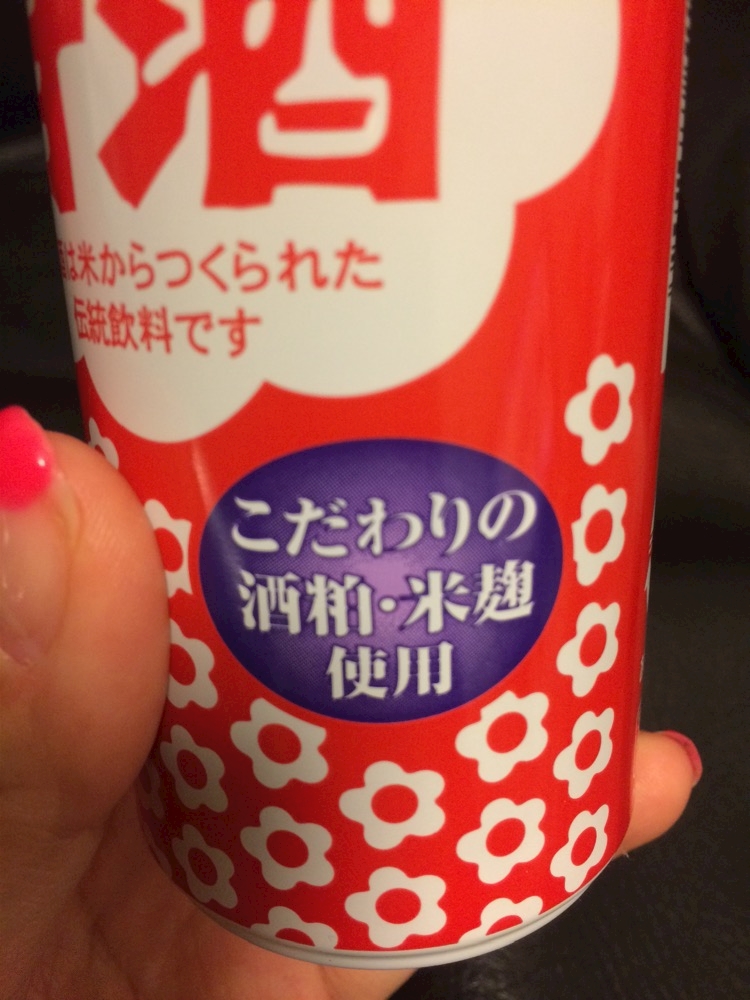 酒
は米からつくられた
伝統飲料です
こだわりの
酒粕・米麹
使用